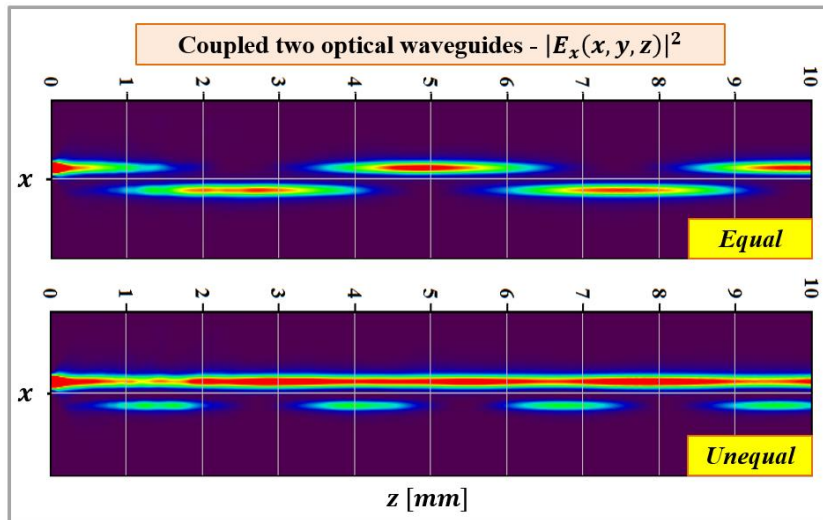 Coupled two optical waveguides - |E_x(x, y, z)|^2
0 1 2 3 4 5 6 7 8 9 10
x
Equal
0 1 2 3 4 5 6 7 8 9 10
x
Unequal
z [mm]